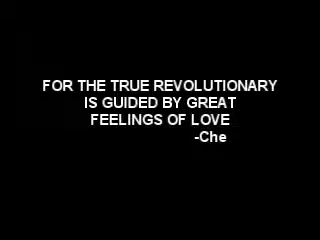 FOR THE TRUE REVOLUTIONARY
IS GUIDED BY GREAT
FEELINGS OF LOVE
-Che